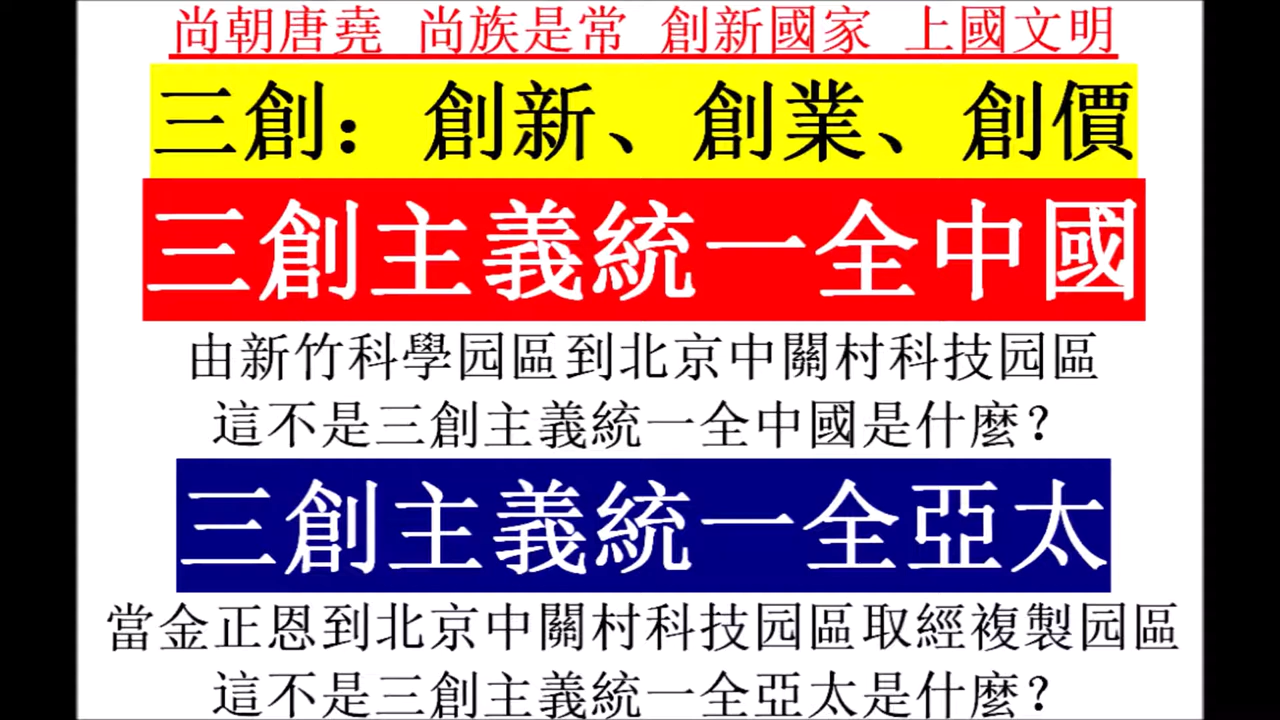 尚朝唐堯 尚族是常 創新國家 上國文明
三創：創新、創業、創價
三創主義統一全中國
由新竹科學园區到北京中關村科技园區
這不是三創主義統一全中國是什麼？
三創主義統一全亞太
當金正恩到北京中關村科技园區取經複製园區
這不是三創主義統一全亞太是什麼？